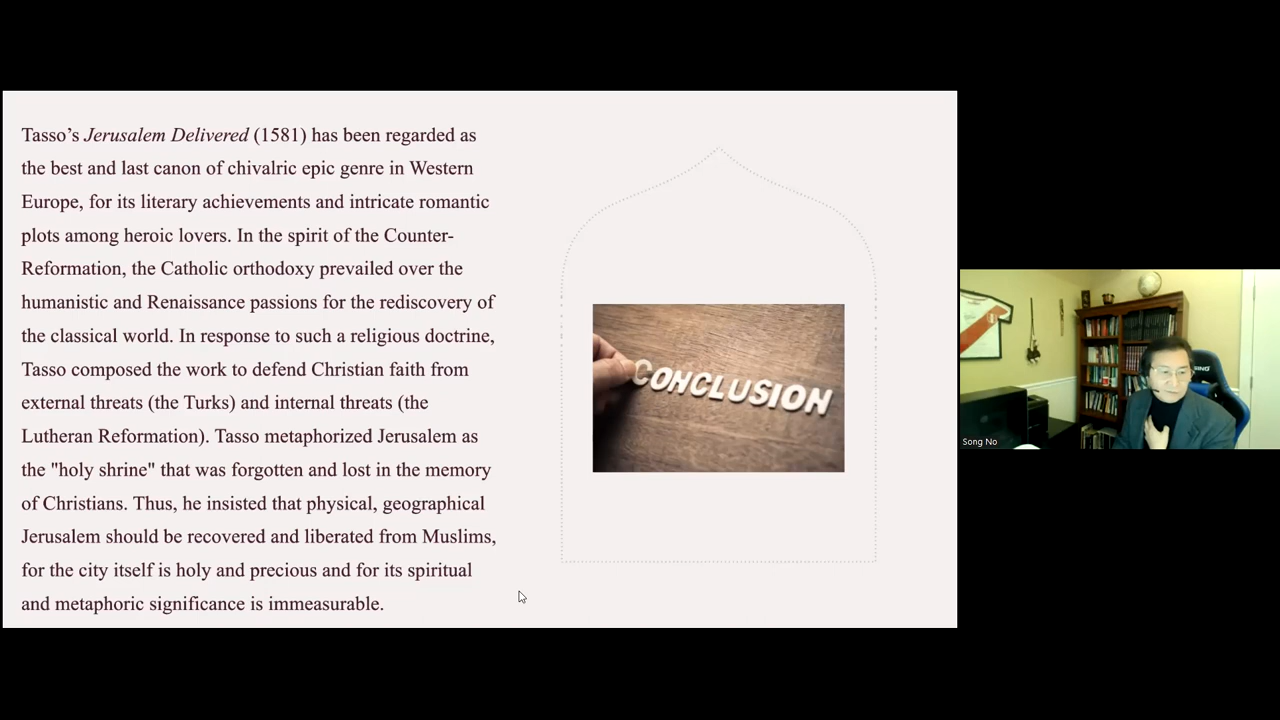 Tasso’s Jerusalem Delivered (1581) has been regarded as
the best and last canon of chivalric epic genre in Western
Europe, for its literary achievements and intricate romantic
plots among heroic lovers. In the spirit of the Counter-
Reformation, the Catholic orthodoxy prevailed over the
humanistic and Renaissance passions for the rediscovery of
the classical world. In response to such a religious doctrine,
Tasso composed the work to defend Christian faith from
external threats (the Turks) and internal threats (the
Lutheran Reformation). Tasso metaphorized Jerusalem as
the "holy shrine" that was forgotten and lost in the memory
of Christians. Thus, he insisted that physical, geographical
Jerusalem should be recovered and liberated from Muslims,
for the city itself is holy and precious and for its spiritual
and metaphoric significance is immeasurable.
CONCLUSION
Song No